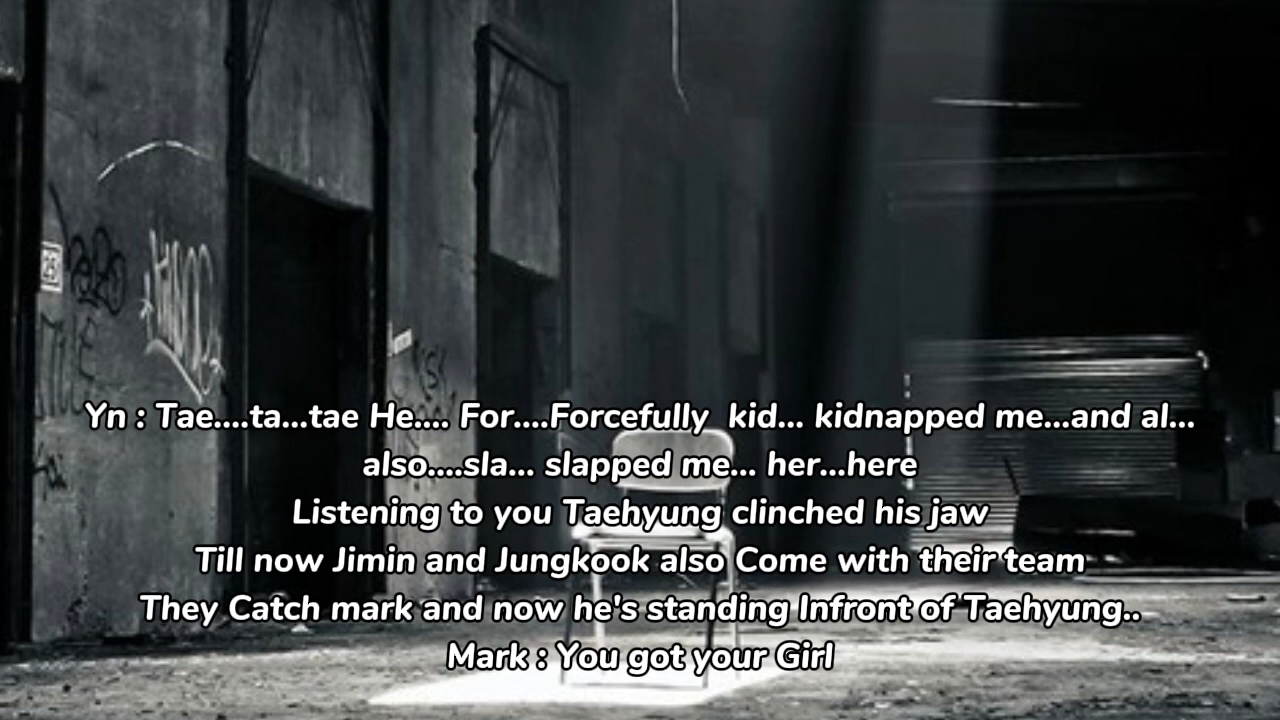 25
Yn : Tae....ta...tae He.... For....Forcefully  kid... kidnapped me...and al...
also....sla... slapped me... her...here
Listening to you Taehyung clinched his jaw
Till now Jimin and Jungkook also Come with their team
They Catch mark and now he's standing Infront of Taehyung..
Mark : You got your Girl